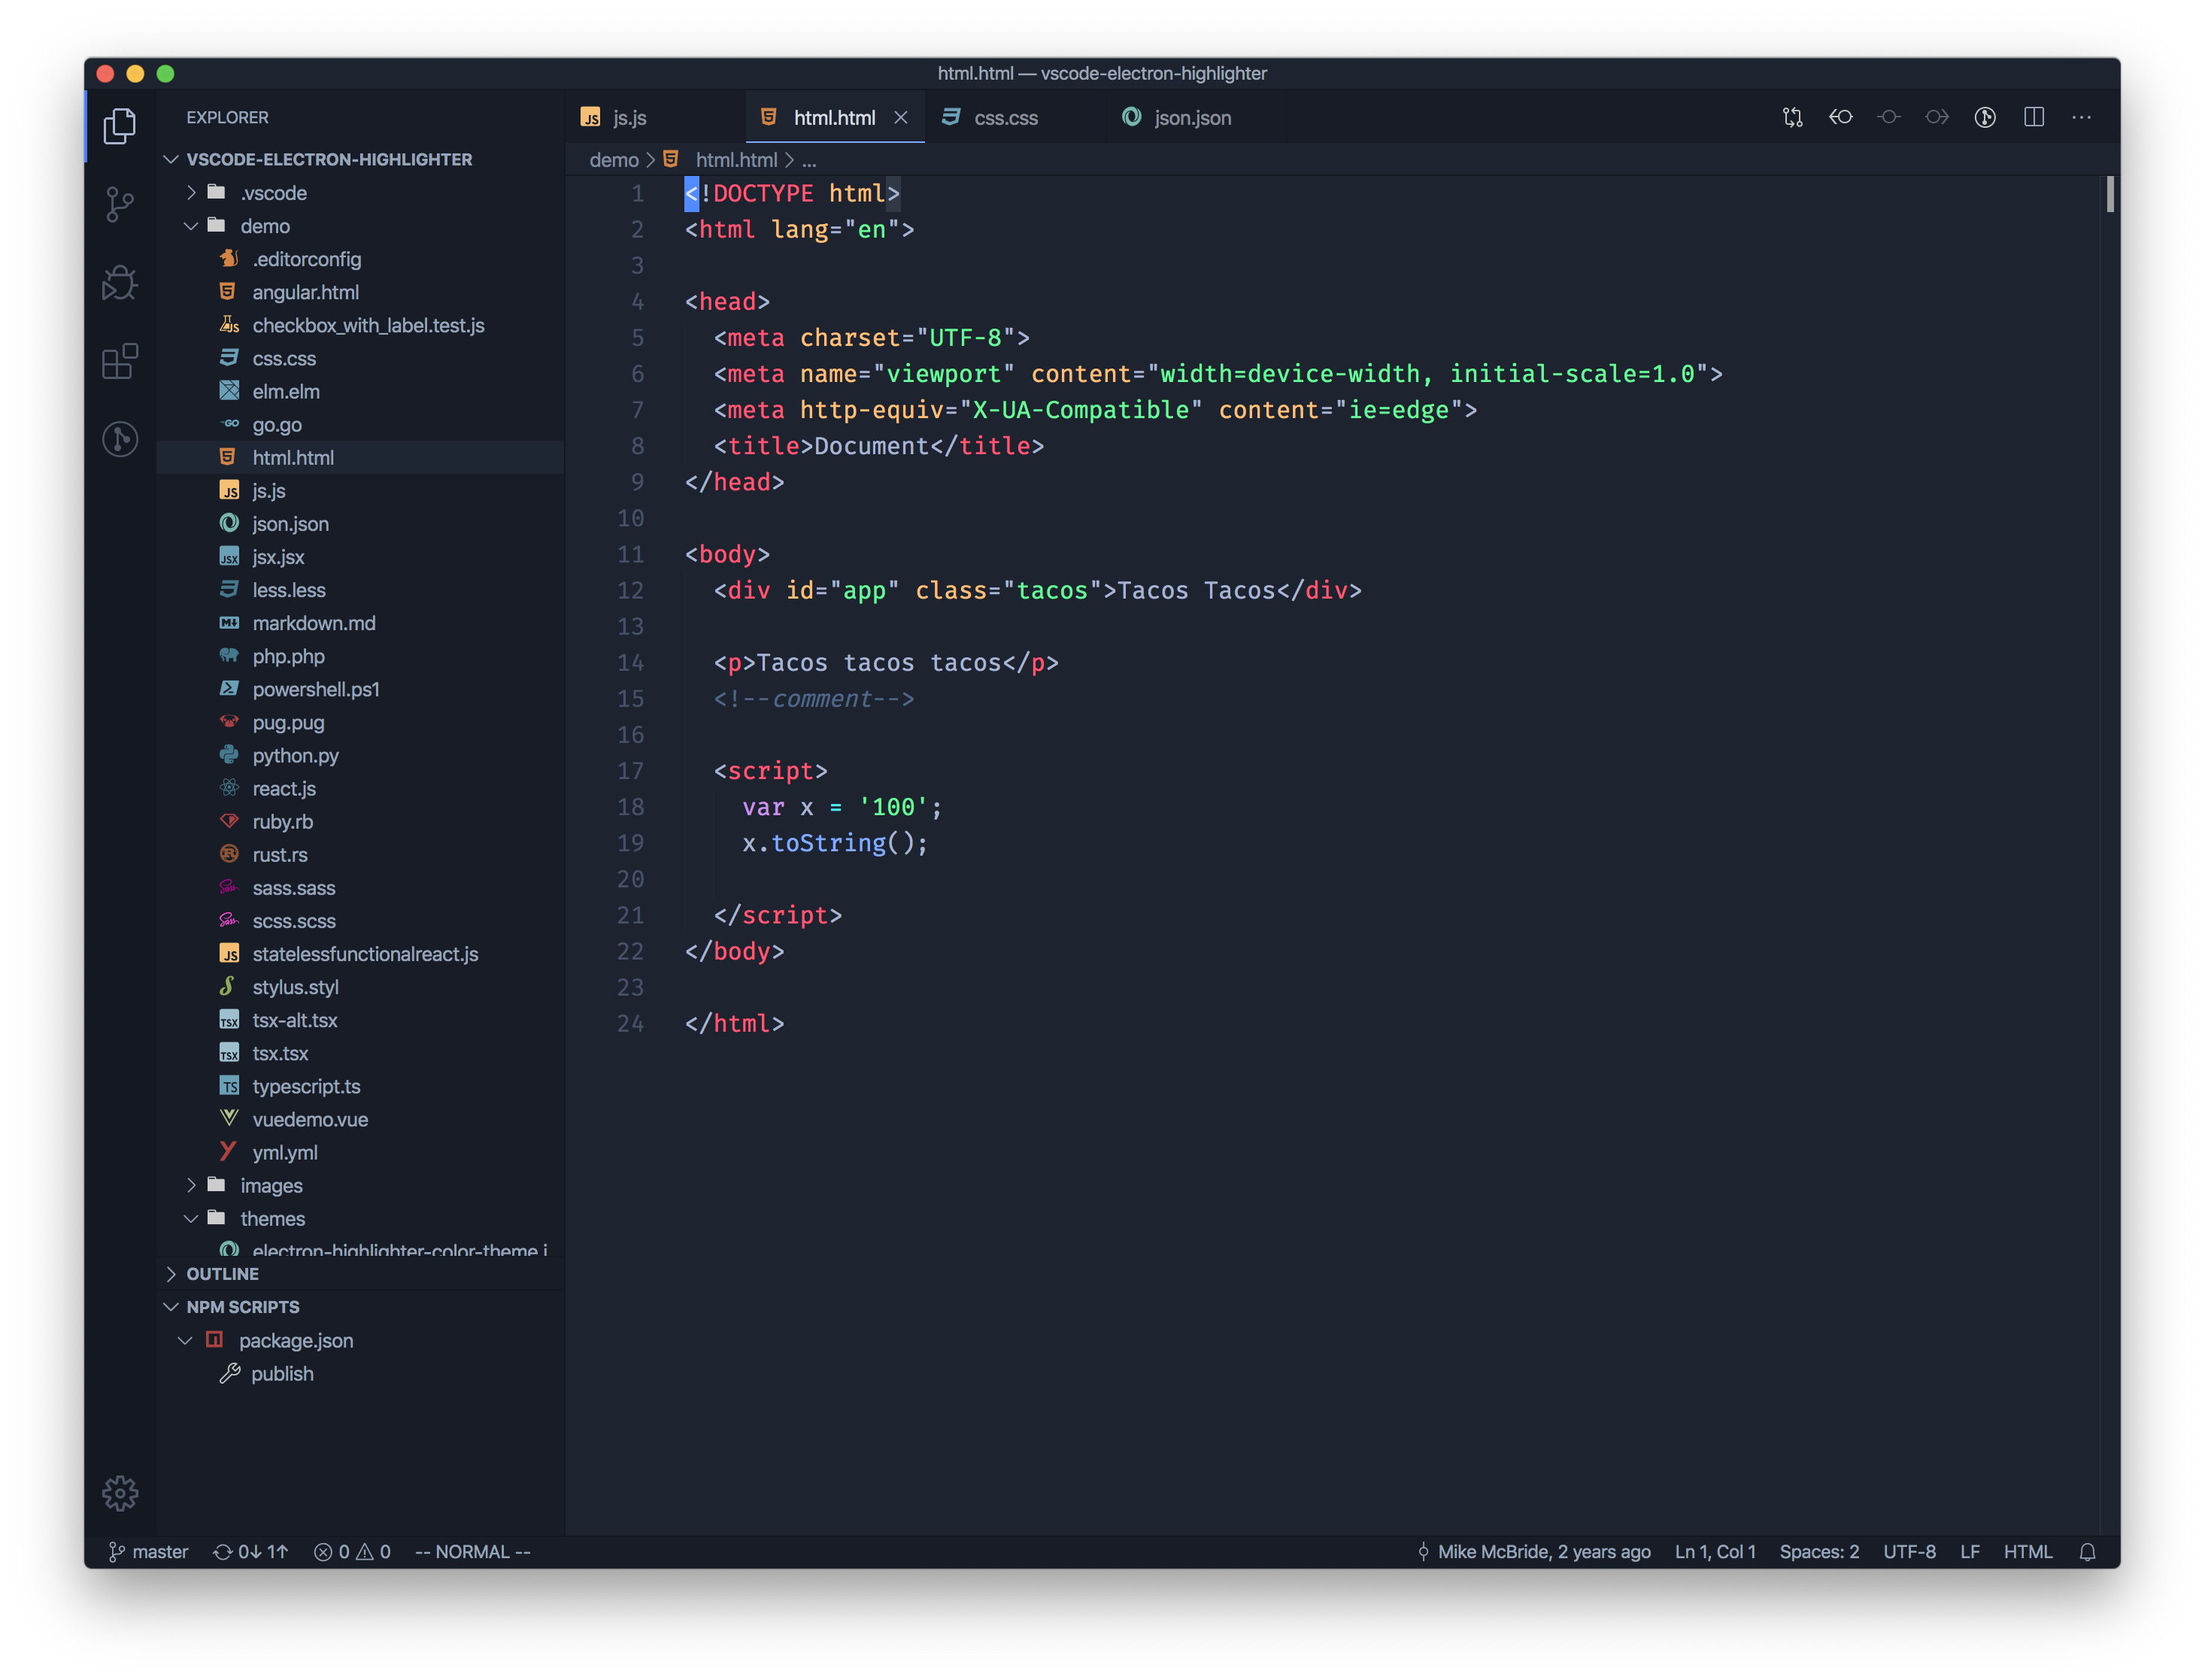 html.html — vscode-electron-highlighter
EXPLORER
VSCODE-ELECTRON-HIGHLIGHTER
.vscode
demo
.editorconfig
angular.html
checkbox_with_label.test.js
css.css
elm.elm
go.go
html.html
js.js
json.json
jsx.jsx
less.less
markdown.md
php.php
powershell.ps1
pug.pug
python.py
react.js
ruby.rb
rust.rs
sass.sass
scss.scss
statelessfunctionalreact.js
stylus.styl
tsx-alt.tsx
tsx.tsx
typescript.ts
vuedemo.vue
yml.yml
images
themes
electron-highlighter-color-theme.j
OUTLINE
NPM SCRIPTS
package.json
publish
js.js html.html css.css json.json
demo > html.html > ...
1 <!DOCTYPE html>
2 <html lang="en">
3
4 <head>
5 <meta charset="UTF-8">
6 <meta name="viewport" content="width=device-width, initial-scale=1.0">
7 <meta http-equiv="X-UA-Compatible" content="ie=edge">
8 <title>Document</title>
9 </head>
10
11 <body>
12 <div id="app" class="tacos">Tacos Tacos</div>
13
14 <p>Tacos tacos tacos</p>
15 <!--comment-->
16
17 <script>
18 var x = '100';
19 x.toString();
20
21 </script>
22 </body>
23
24 </html>
master 0↓ 1↑ 0 0 -- NORMAL -- Mike McBride, 2 years ago Ln 1, Col 1 Spaces: 2 UTF-8 LF HTML